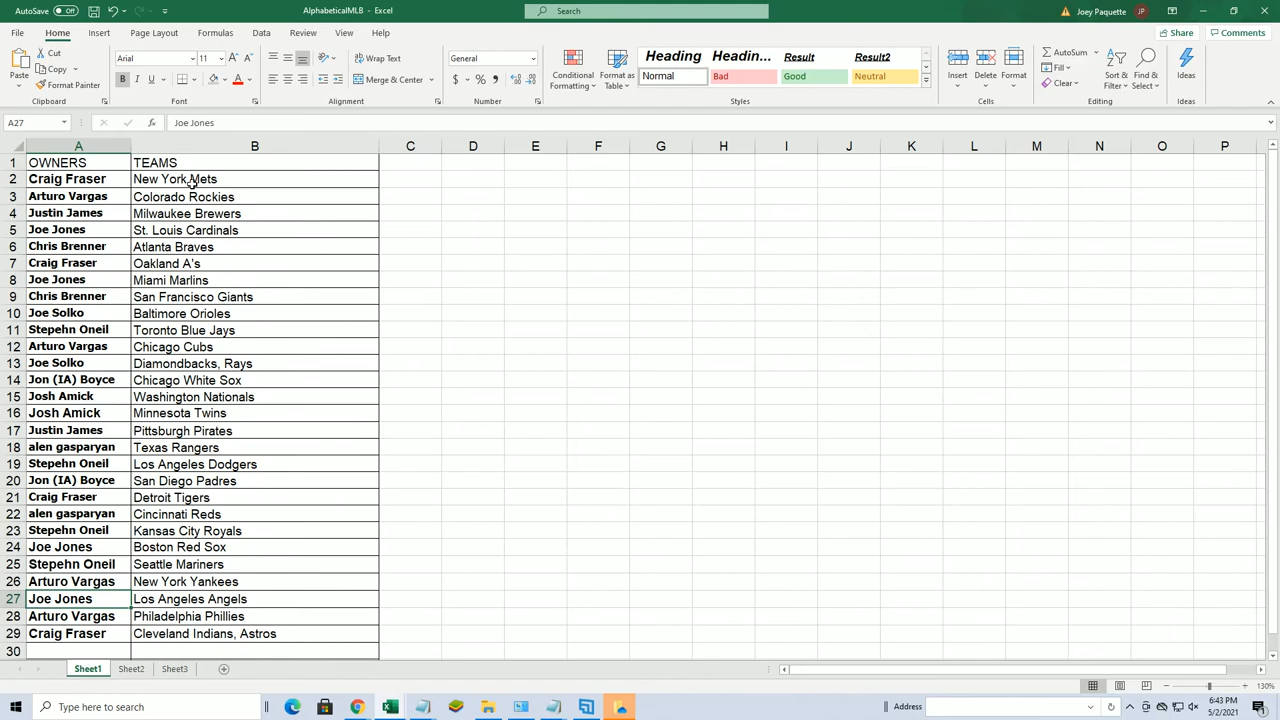 AutoSave Off AlphabeticalMLB - Excel Search Joey Paquette JP
File Home Insert Page Layout Formulas Data Review View Help Share Comments
Paste Cut Copy Format Painter Clipboard
Arial 11 A A B I U A Font
ab Wrap Text Merge & Center Alignment
General $ % , Number
Conditional Formatting Format as Table Heading Headin... Result Result2 Normal Bad Good Neutral Styles
Insert Delete Format Cells
AutoSum Fill Clear Sort & Filter Find & Select Editing
Ideas Ideas
A27 fx Joe Jones
A B C D E F G H I J K L M N O P
1 OWNERS TEAMS
2 Craig Fraser New York Mets
3 Arturo Vargas Colorado Rockies
4 Justin James Milwaukee Brewers
5 Joe Jones St. Louis Cardinals
6 Chris Brenner Atlanta Braves
7 Craig Fraser Oakland A's
8 Joe Jones Miami Marlins
9 Chris Brenner San Francisco Giants
10 Joe Solko Baltimore Orioles
11 Stepehn Oneil Toronto Blue Jays
12 Arturo Vargas Chicago Cubs
13 Joe Solko Diamondbacks, Rays
14 Jon (IA) Boyce Chicago White Sox
15 Josh Amick Washington Nationals
16 Josh Amick Minnesota Twins
17 Justin James Pittsburgh Pirates
18 alen gasparyan Texas Rangers
19 Stepehn Oneil Los Angeles Dodgers
20 Jon (IA) Boyce San Diego Padres
21 Craig Fraser Detroit Tigers
22 alen gasparyan Cincinnati Reds
23 Stepehn Oneil Kansas City Royals
24 Joe Jones Boston Red Sox
25 Stepehn Oneil Seattle Mariners
26 Arturo Vargas New York Yankees
27 Joe Jones Los Angeles Angels
28 Arturo Vargas Philadelphia Phillies
29 Craig Fraser Cleveland Indians, Astros
30
Sheet1 Sheet2 Sheet3
130%
Type here to search Address 6:43 PM
5/2/2021